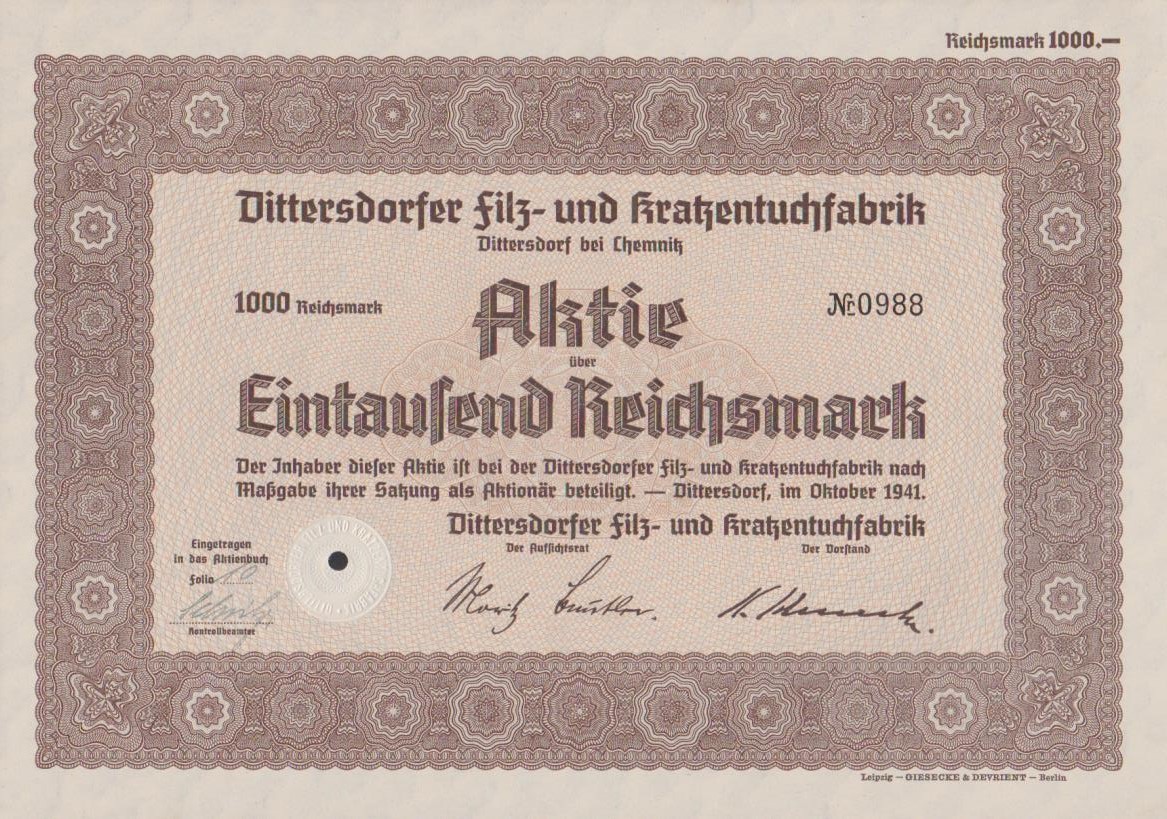 Reichsmark 1000.—
Dittersdorfer Filz- und Kratzentuchfabrik
Dittersdorf bei Chemnitz
1000 Reichsmark
Aktie
№ 0988
über
Eintausend Reichsmark
Der Inhaber dieser Aktie ist bei der Dittersdorfer Filz- und Kratzentuchfabrik nach
Maßgabe ihrer Satzung als Aktionär beteiligt. — Dittersdorf, im Oktober 1941.
Dittersdorfer Filz- und Kratzentuchfabrik
Der Aufsichtsrat
Der Vorstand
Eingetragen
in das Aktienbuch
Folio 10
Kontrollbeamter
Moritz
Leipzig — GIESECKE & DEVRIENT — Berlin